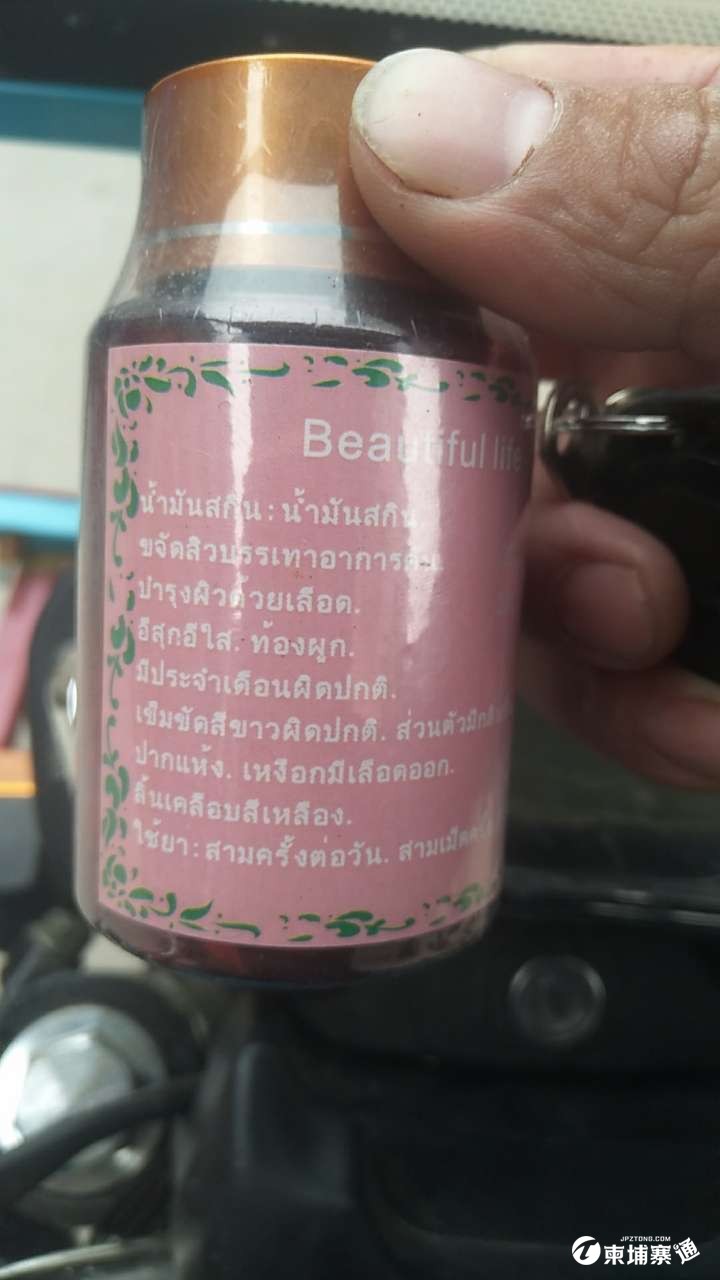 Beautiful life
น้ำมันสกิน : น้ำมันสกิน
ขจัดสิวบรรเทาอาการคัน.
บำรุงผิวด้วยเลือด.
อีสุกอีใส. ท้องผูก.
มีประจำเดือนผิดปกติ.
เข็มขัดสีขาวผิดปกติ. ส่วนตัวมีกลิ่น
ปากแห้ง. เหงือกมีเลือดออก.
ลิ้นเคลือบสีเหลือง.
ใช้ยา : สามครั้งต่อวัน. สามเม็ด
JPZTONG.COM
柬埔寨通